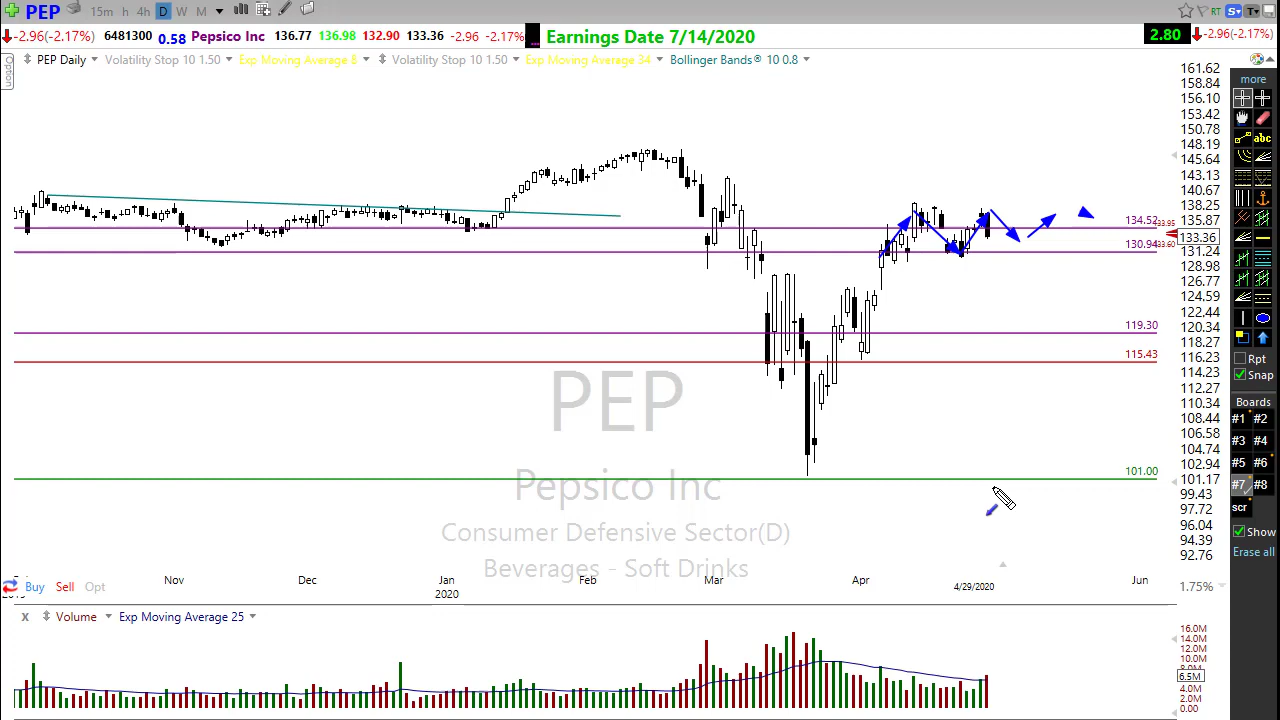 PEP 15m h 4h D W M RT S T
-2.96(-2.17%) 6481300 0.58 Pepsico Inc 136.77 136.98 132.90 133.36 -2.96 -2.17% Earnings Date 7/14/2020 2.80 -2.96(-2.17%)
Option
PEP Daily Volatility Stop 10 1.50 Exp Moving Average 8 Volatility Stop 10 1.50 Exp Moving Average 34 Bollinger Bands® 10 0.8
161.62
158.84
156.10
153.42
150.78
148.19
145.64
143.13
140.67
138.25
135.87
134.52
133.95
133.36
133.60
130.94
131.24
128.98
126.77
124.59
122.44
119.30
120.34
118.27
115.43
116.23
114.23
112.27
110.34
108.44
106.58
104.74
102.94
101.00
101.17
99.43
97.72
96.04
94.39
92.76
PEP
Pepsico Inc
Consumer Defensive Sector(D)
Beverages - Soft Drinks
Nov Dec Jan Feb Mar Apr 4/29/2020 Jun
2020
Buy Sell Opt
1.75%
X Volume Exp Moving Average 25
16.0M
14.0M
12.0M
10.0M
6.5M
4.0M
2.0M
0.00
more
abc
Rpt
Snap
Boards
#1 #2
#3 #4
#5 #6
#7 #8
scr
Show
Erase all